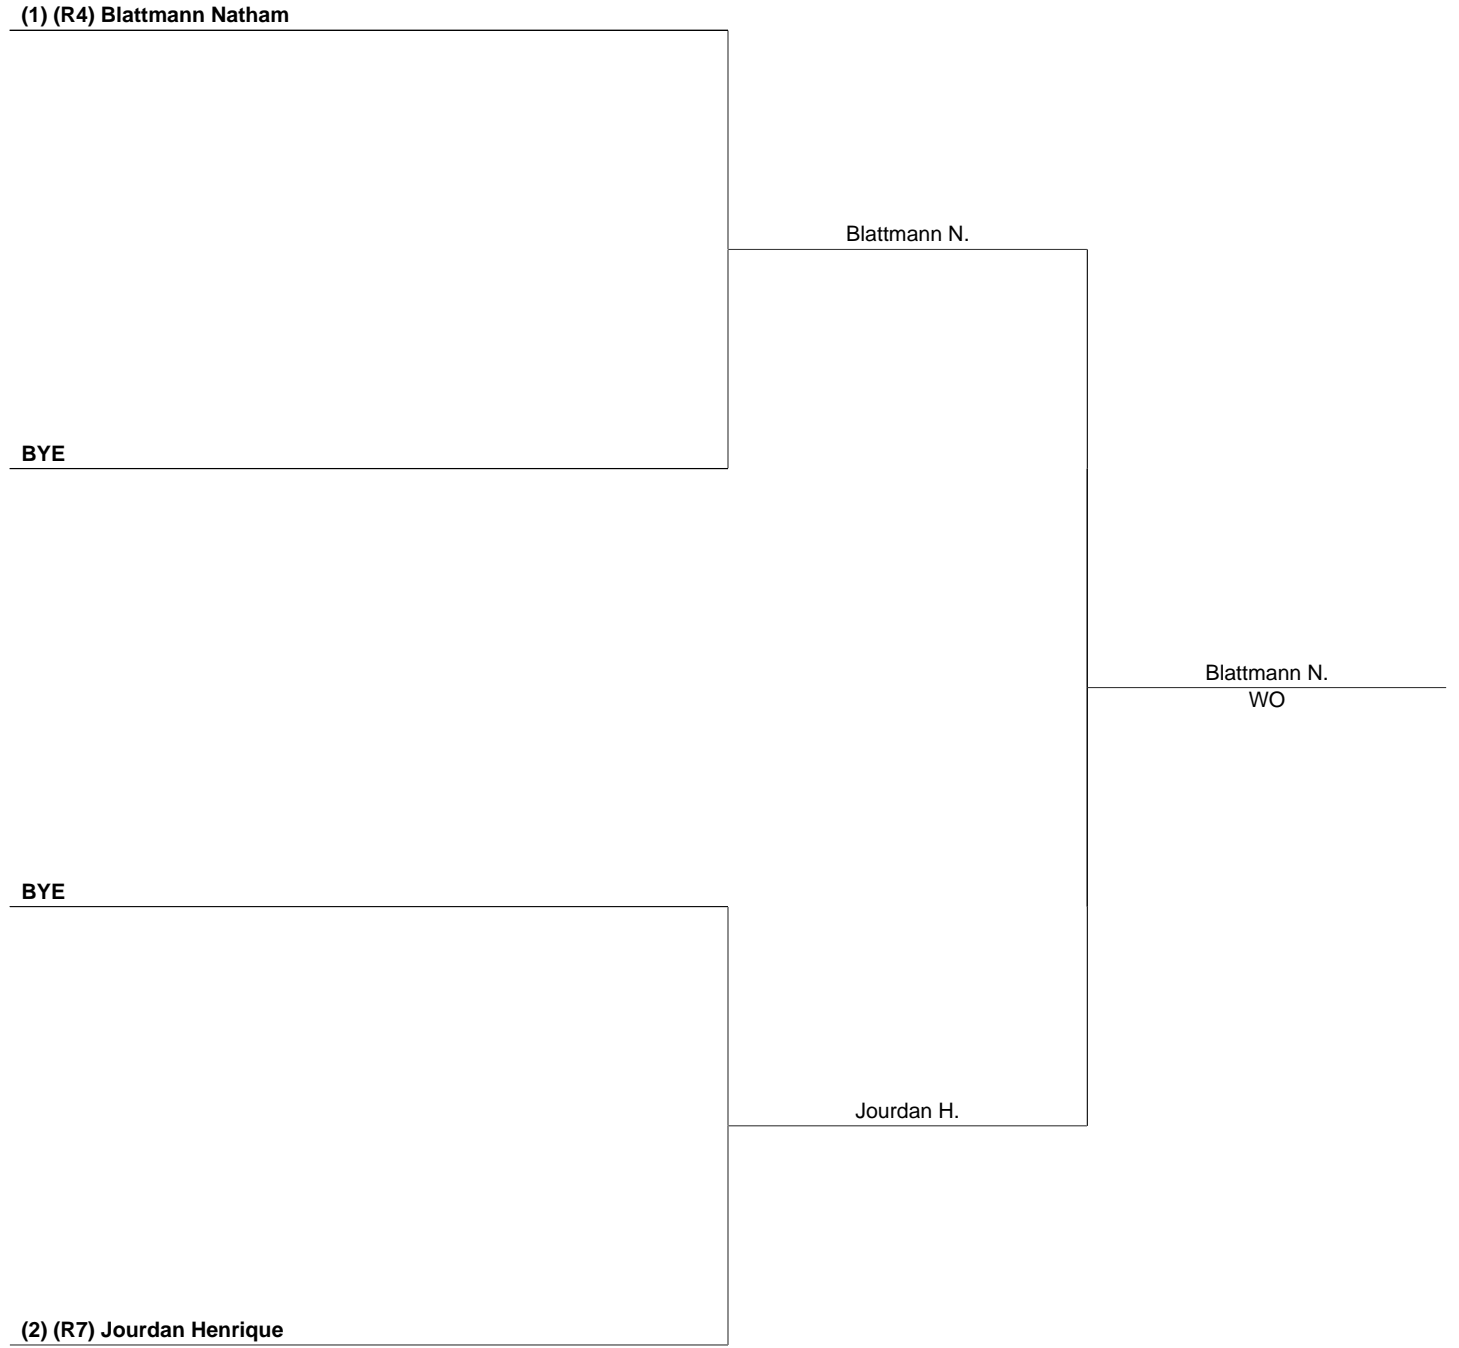 (1) (R4) Blattmann Natham
Blattmann N.
BYE
Blattmann N.
WO
BYE
Jourdan H.
(2) (R7) Jourdan Henrique